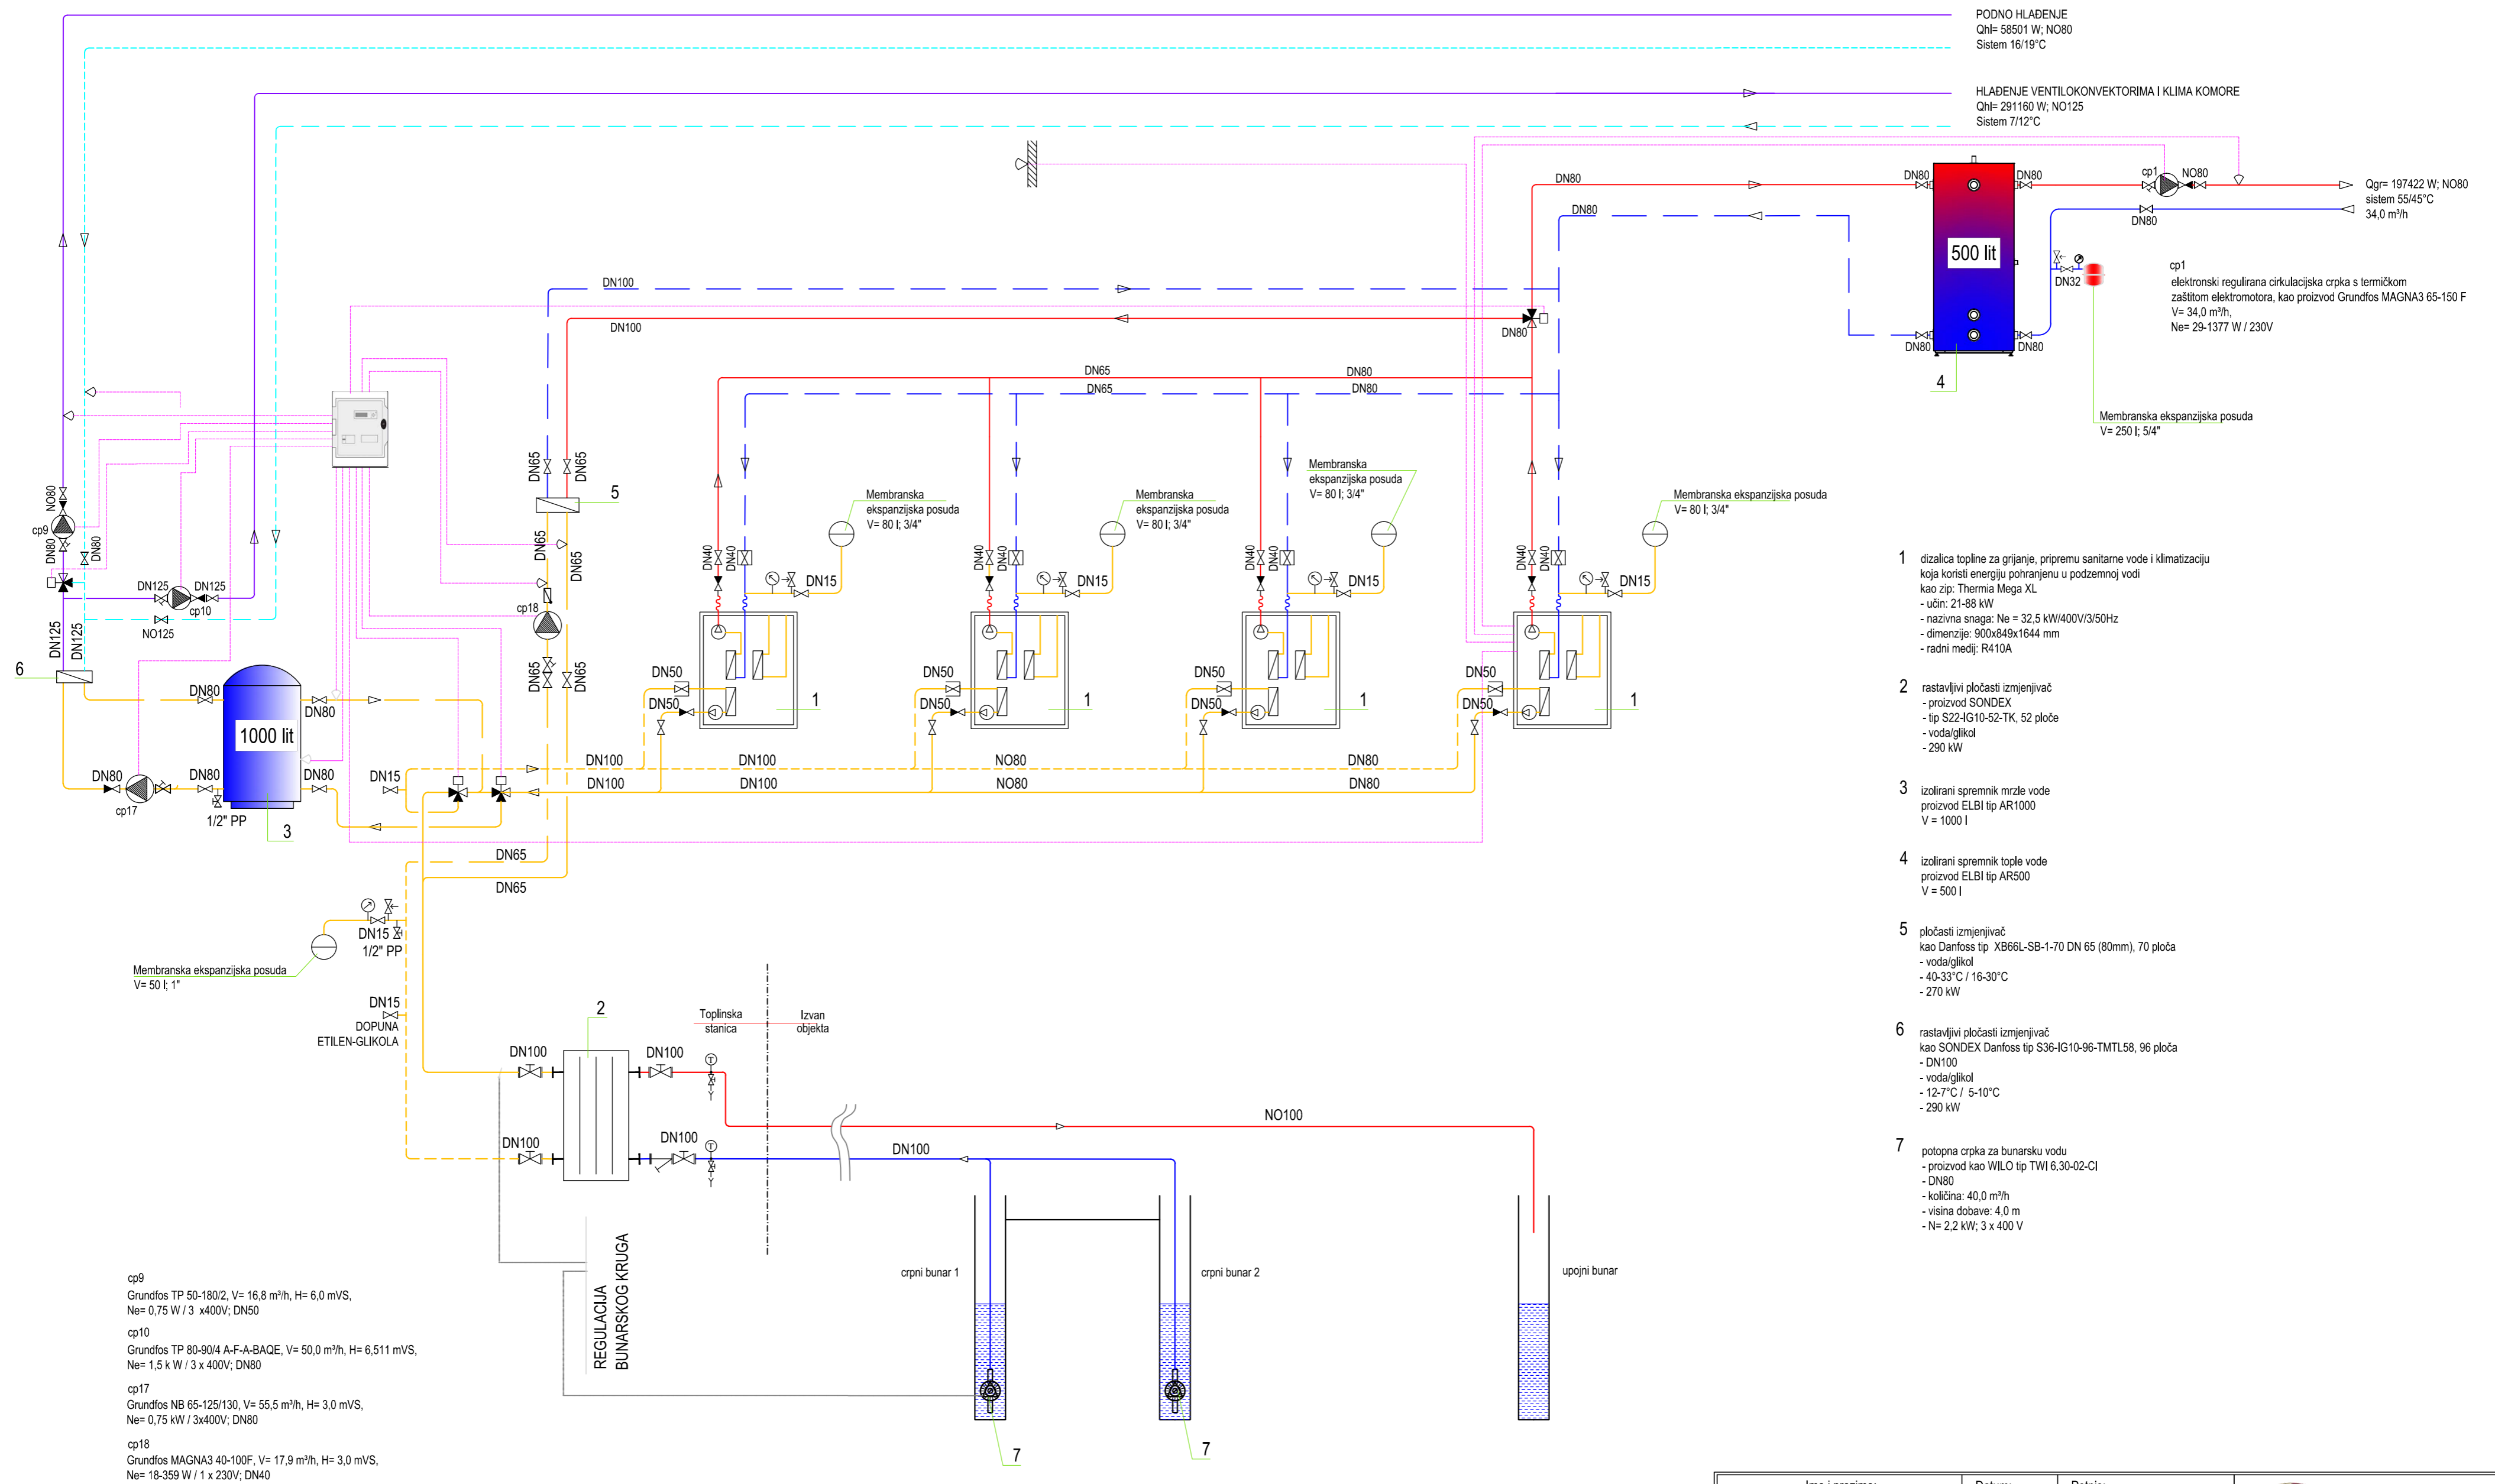 PODNO HLAĐENJE
Qhl= 58501 W; NO80
Sistem 16/19°C
HLAĐENJE VENTILOKONVEKTORIMA I KLIMA KOMORE
Qhl= 291160 W; NO125
Sistem 7/12°C
DN80
DN80
DN80
DN80
cp1
NO80
DN80
Qgr= 197422 W; NO80
sistem 55/45°C
34,0 m³/h
500 lit
DN32
DN80
DN80
4
cp1
elektronski regulirana cirkulacijska crpka s termičkom
zaštitom elektromotora, kao proizvod Grundfos MAGNA3 65-150 F
V= 34,0 m³/h,
Ne= 29-1377 W / 230V
Membranska ekspanzijska posuda
V= 250 l; 5/4"
DN100
DN100
DN80
DN65
DN80
DN65
DN80
DN65
DN65
5
DN65
DN65
cp18
DN65
DN65
NO80
cp9
DN80
DN80
DN125
DN125
cp10
NO125
DN125
DN125
6
Membranska
ekspanzijska posuda
V= 80 l; 3/4"
Membranska
ekspanzijska posuda
V= 80 l; 3/4"
Membranska
ekspanzijska posuda
V= 80 l; 3/4"
Membranska ekspanzijska posuda
V= 80 l; 3/4"
DN40
DN40
DN15
DN40
DN40
DN15
DN40
DN40
DN15
DN40
DN40
DN15
DN50
DN50
1
DN50
DN50
1
DN50
DN50
1
DN50
DN50
1
DN80
DN80
1000 lit
DN80
DN80
DN80
cp17
1/2" PP
3
DN15
DN100
DN100
NO80
DN80
DN100
DN100
NO80
DN80
DN65
DN65
DN15
1/2" PP
Membranska ekspanzijska posuda
V= 50 l; 1"
DN15
DOPUNA
ETILEN-GLIKOLA
2
Toplinska
stanica
Izvan
objekta
DN100
DN100
T
DN100
DN100
T
NO100
DN100
REGULACIJA
BUNARSKOG KRUGA
crpni bunar 1
crpni bunar 2
upojni bunar
7
7
1 dizalica topline za grijanje, pripremu sanitarne vode i klimatizaciju
koja koristi energiju pohranjenu u podzemnoj vodi
kao zip: Thermia Mega XL
- učin: 21-88 kW
- nazivna snaga: Ne = 32,5 kW/400V/3/50Hz
- dimenzije: 900x849x1644 mm
- radni medij: R410A
2 rastavljivi pločasti izmjenjivač
- proizvod SONDEX
- tip S22-IG10-52-TK, 52 ploče
- voda/glikol
- 290 kW
3 izolirani spremnik mrzle vode
proizvod ELBI tip AR1000
V = 1000 l
4 izolirani spremnik tople vode
proizvod ELBI tip AR500
V = 500 l
5 pločasti izmjenjivač
kao Danfoss tip XB66L-SB-1-70 DN 65 (80mm), 70 ploča
- voda/glikol
- 40-33°C / 16-30°C
- 270 kW
6 rastavljivi pločasti izmjenjivač
kao SONDEX Danfoss tip S36-IG10-96-TMTL58, 96 ploča
- DN100
- voda/glikol
- 12-7°C / 5-10°C
- 290 kW
7 potopna crpka za bunarsku vodu
- proizvod kao WILO tip TWI 6.30-02-CI
- DN80
- količina: 40,0 m³/h
- visina dobave: 4,0 m
- N= 2,2 kW; 3 x 400 V
cp9
Grundfos TP 50-180/2, V= 16,8 m³/h, H= 6,0 mVS,
Ne= 0,75 W / 3 x400V; DN50
cp10
Grundfos TP 80-90/4 A-F-A-BAQE, V= 50,0 m³/h, H= 6,511 mVS,
Ne= 1,5 k W / 3 x 400V; DN80
cp17
Grundfos NB 65-125/130, V= 55,5 m³/h, H= 3,0 mVS,
Ne= 0,75 kW / 3x400V; DN80
cp18
Grundfos MAGNA3 40-100F, V= 17,9 m³/h, H= 3,0 mVS,
Ne= 18-359 W / 1 x 230V; DN40